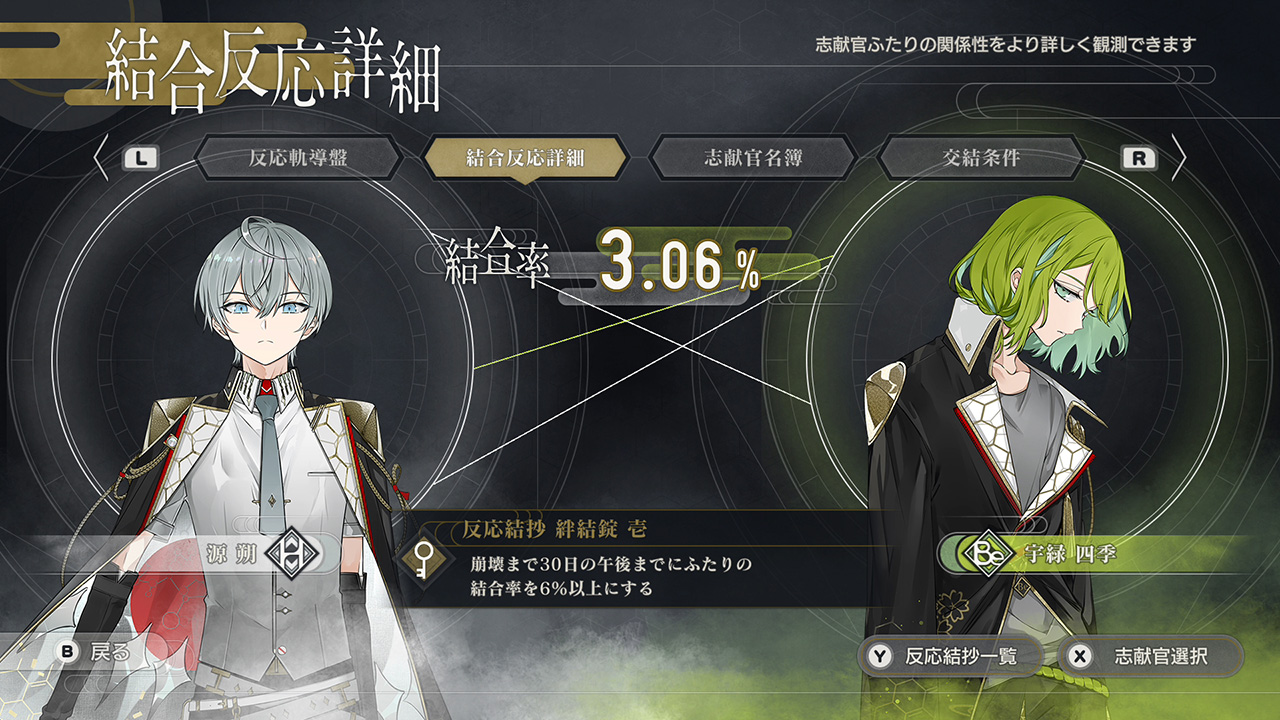 結合反応詳細
志献官ふたりの関係性をより詳しく観測できます
L
反応軌導盤
結合反応詳細
志献官名簿
交結条件
R
結合率
3.06%
源 朔
H
反応結抄 絆結錠 壱
崩壊まで30日の午後までにふたりの
結合率を6%以上にする
Be
宇緑 四季
B 戻る
Y 反応結抄一覧
X 志献官選択